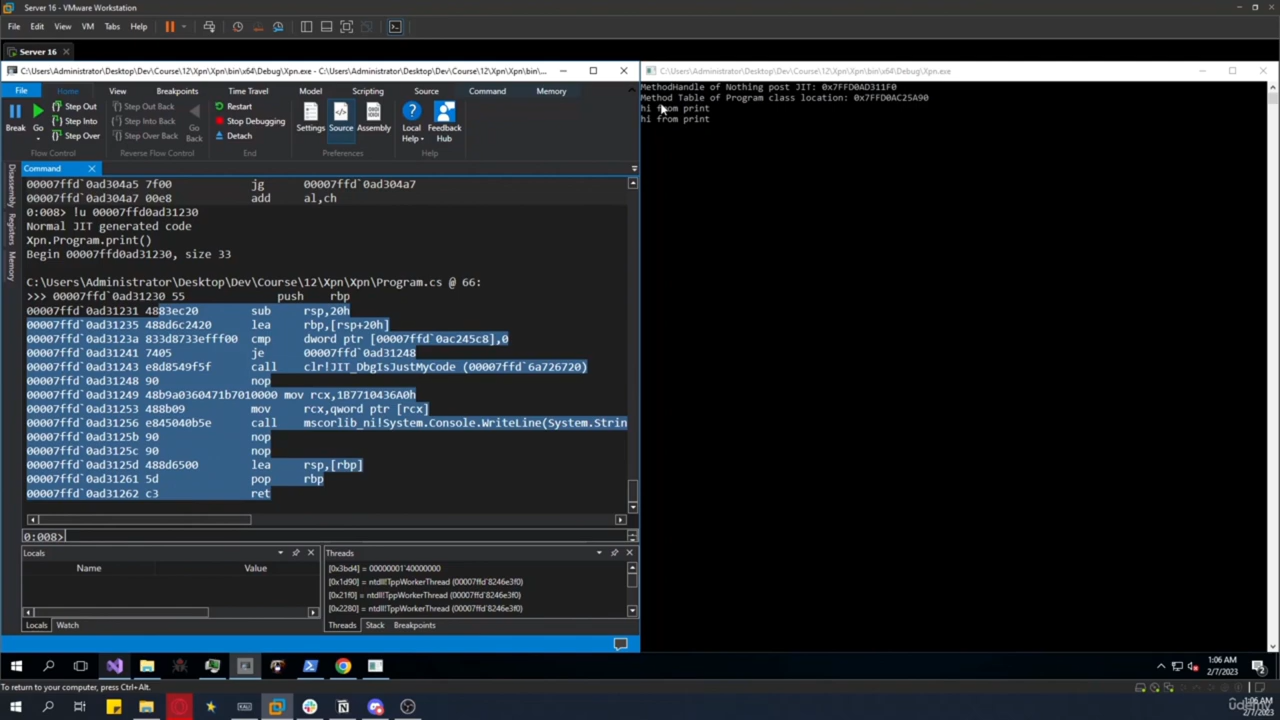 Server 16 - VMware Workstation
File Edit View VM Tabs Help
Server 16
C:\Users\Administrator\Desktop\Dev\Course\12\Xpn\Xpn\bin\x64\Debug\Xpn.exe - C:\Users\Administrator\Desktop\Dev\Course\12\Xpn\Xpn\bin\...
File Home View Breakpoints Time Travel Model Scripting Source Command Memory
Break
Go
Step Out
Step Into
Step Over
Step Out Back
Step Into Back
Step Over Back
Go Back
Restart
Stop Debugging
Detach
Settings
Source
Assembly
Local Help
Feedback Hub
Flow Control Reverse Flow Control End Preferences Help
Disassembly
Registers
Memory
Command
00007ffd`0ad304a5 7f00 jg 00007ffd`0ad304a7
00007ffd`0ad304a7 00e8 add al,ch
0:008> !u 00007ffd0ad31230
Normal JIT generated code
Xpn.Program.print()
Begin 00007ffd0ad31230, size 33
C:\Users\Administrator\Desktop\Dev\Course\12\Xpn\Xpn\Program.cs @ 66:
>>> 00007ffd`0ad31230 55 push rbp
00007ffd`0ad31231 4883ec20 sub rsp,20h
00007ffd`0ad31235 488d6c2420 lea rbp,[rsp+20h]
00007ffd`0ad3123a 833d8733efff00 cmp dword ptr [00007ffd`0ac245c8],0
00007ffd`0ad31241 7405 je 00007ffd`0ad31248
00007ffd`0ad31243 e8d8549f5f call clr!JIT_DbgIsJustMyCode (00007ffd`6a726720)
00007ffd`0ad31248 90 nop
00007ffd`0ad31249 48b9a0360471b7010000 mov rcx,1B7710436A0h
00007ffd`0ad31253 488b09 mov rcx,qword ptr [rcx]
00007ffd`0ad31256 e845040b5e call mscorlib_ni!System.Console.WriteLine(System.Strin
00007ffd`0ad3125b 90 nop
00007ffd`0ad3125c 90 nop
00007ffd`0ad3125d 488d6500 lea rsp,[rbp]
00007ffd`0ad31261 5d pop rbp
00007ffd`0ad31262 c3 ret
0:008>
Locals
Name Value
Locals Watch
Threads
[0x3bd4] = 00000001`40000000
[0x1d90] = ntdll!TppWorkerThread (00007ffd`8246e3f0)
[0x21f0] = ntdll!TppWorkerThread (00007ffd`8246e3f0)
[0x2280] = ntdll!TppWorkerThread (00007ffd`8246e3f0)
Threads Stack Breakpoints
C:\Users\Administrator\Desktop\Dev\Course\12\Xpn\Xpn\bin\x64\Debug\Xpn.exe
MethodHandle of Nothing post JIT: 0x7FFD0AD311F0
Method Table of Program class location: 0x7FFD0AC25A90
hi from print
hi from print
1:06 AM
2/7/2023
2
To return to your computer, press Ctrl+Alt.
KALI
1:06 AM
2/7/2023
udemy